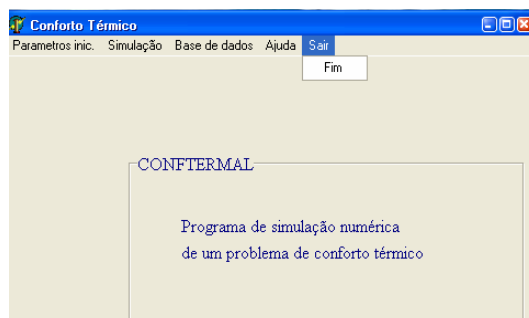 Conforto Térmico
Parametros inic. Simulação Base de dados Ajuda Sair
Fim
CONFTERMAL
Programa de simulação numérica
de um problema de conforto térmico